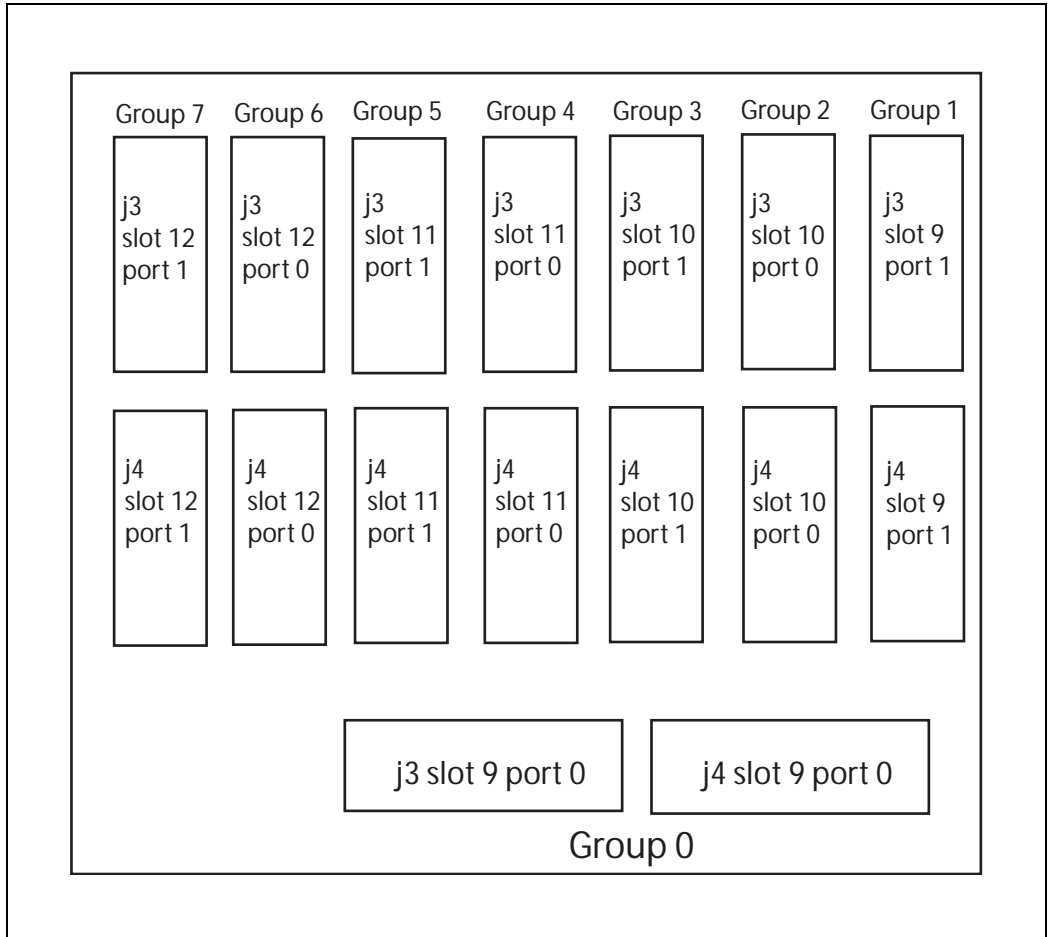 Group 7
Group 6
Group 5
Group 4
Group 3
Group 2
Group 1
j3
slot 12
port 1
j3
slot 12
port 0
j3
slot 11
port 1
j3
slot 11
port 0
j3
slot 10
port 1
j3
slot 10
port 0
j3
slot 9
port 1
j4
slot 12
port 1
j4
slot 12
port 0
j4
slot 11
port 1
j4
slot 11
port 0
j4
slot 10
port 1
j4
slot 10
port 0
j4
slot 9
port 1
j3 slot 9 port 0
j4 slot 9 port 0
Group 0